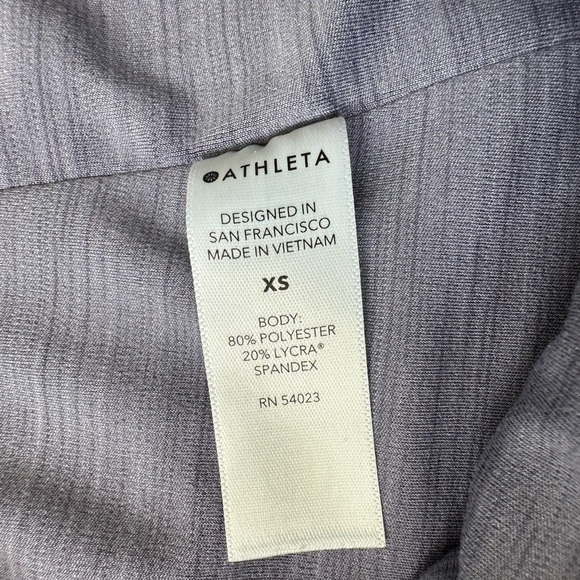 ATHLETA
DESIGNED IN
SAN FRANCISCO
MADE IN VIETNAM
XS
BODY:
80% POLYESTER
20% LYCRA®
SPANDEX
RN 54023